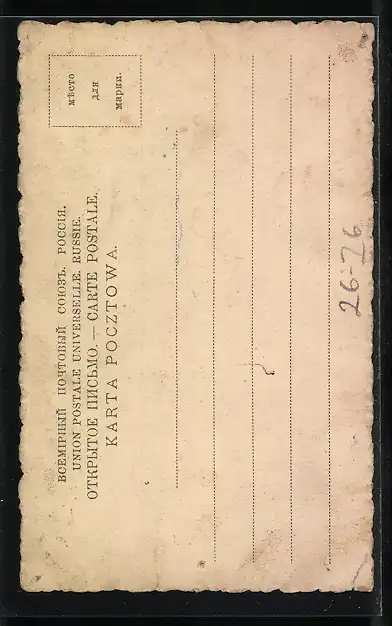 ВСЕМІРНЫЙ ПОЧТОВЫЙ СОЮЗЪ. РОССІЯ.
UNION POSTALE UNIVERSELLE. RUSSIE.
ОТКРЫТОЕ ПИСЬМО. — CARTE POSTALE.
KARTA POCZTOWA.
мѣсто
для
марки.
26-26